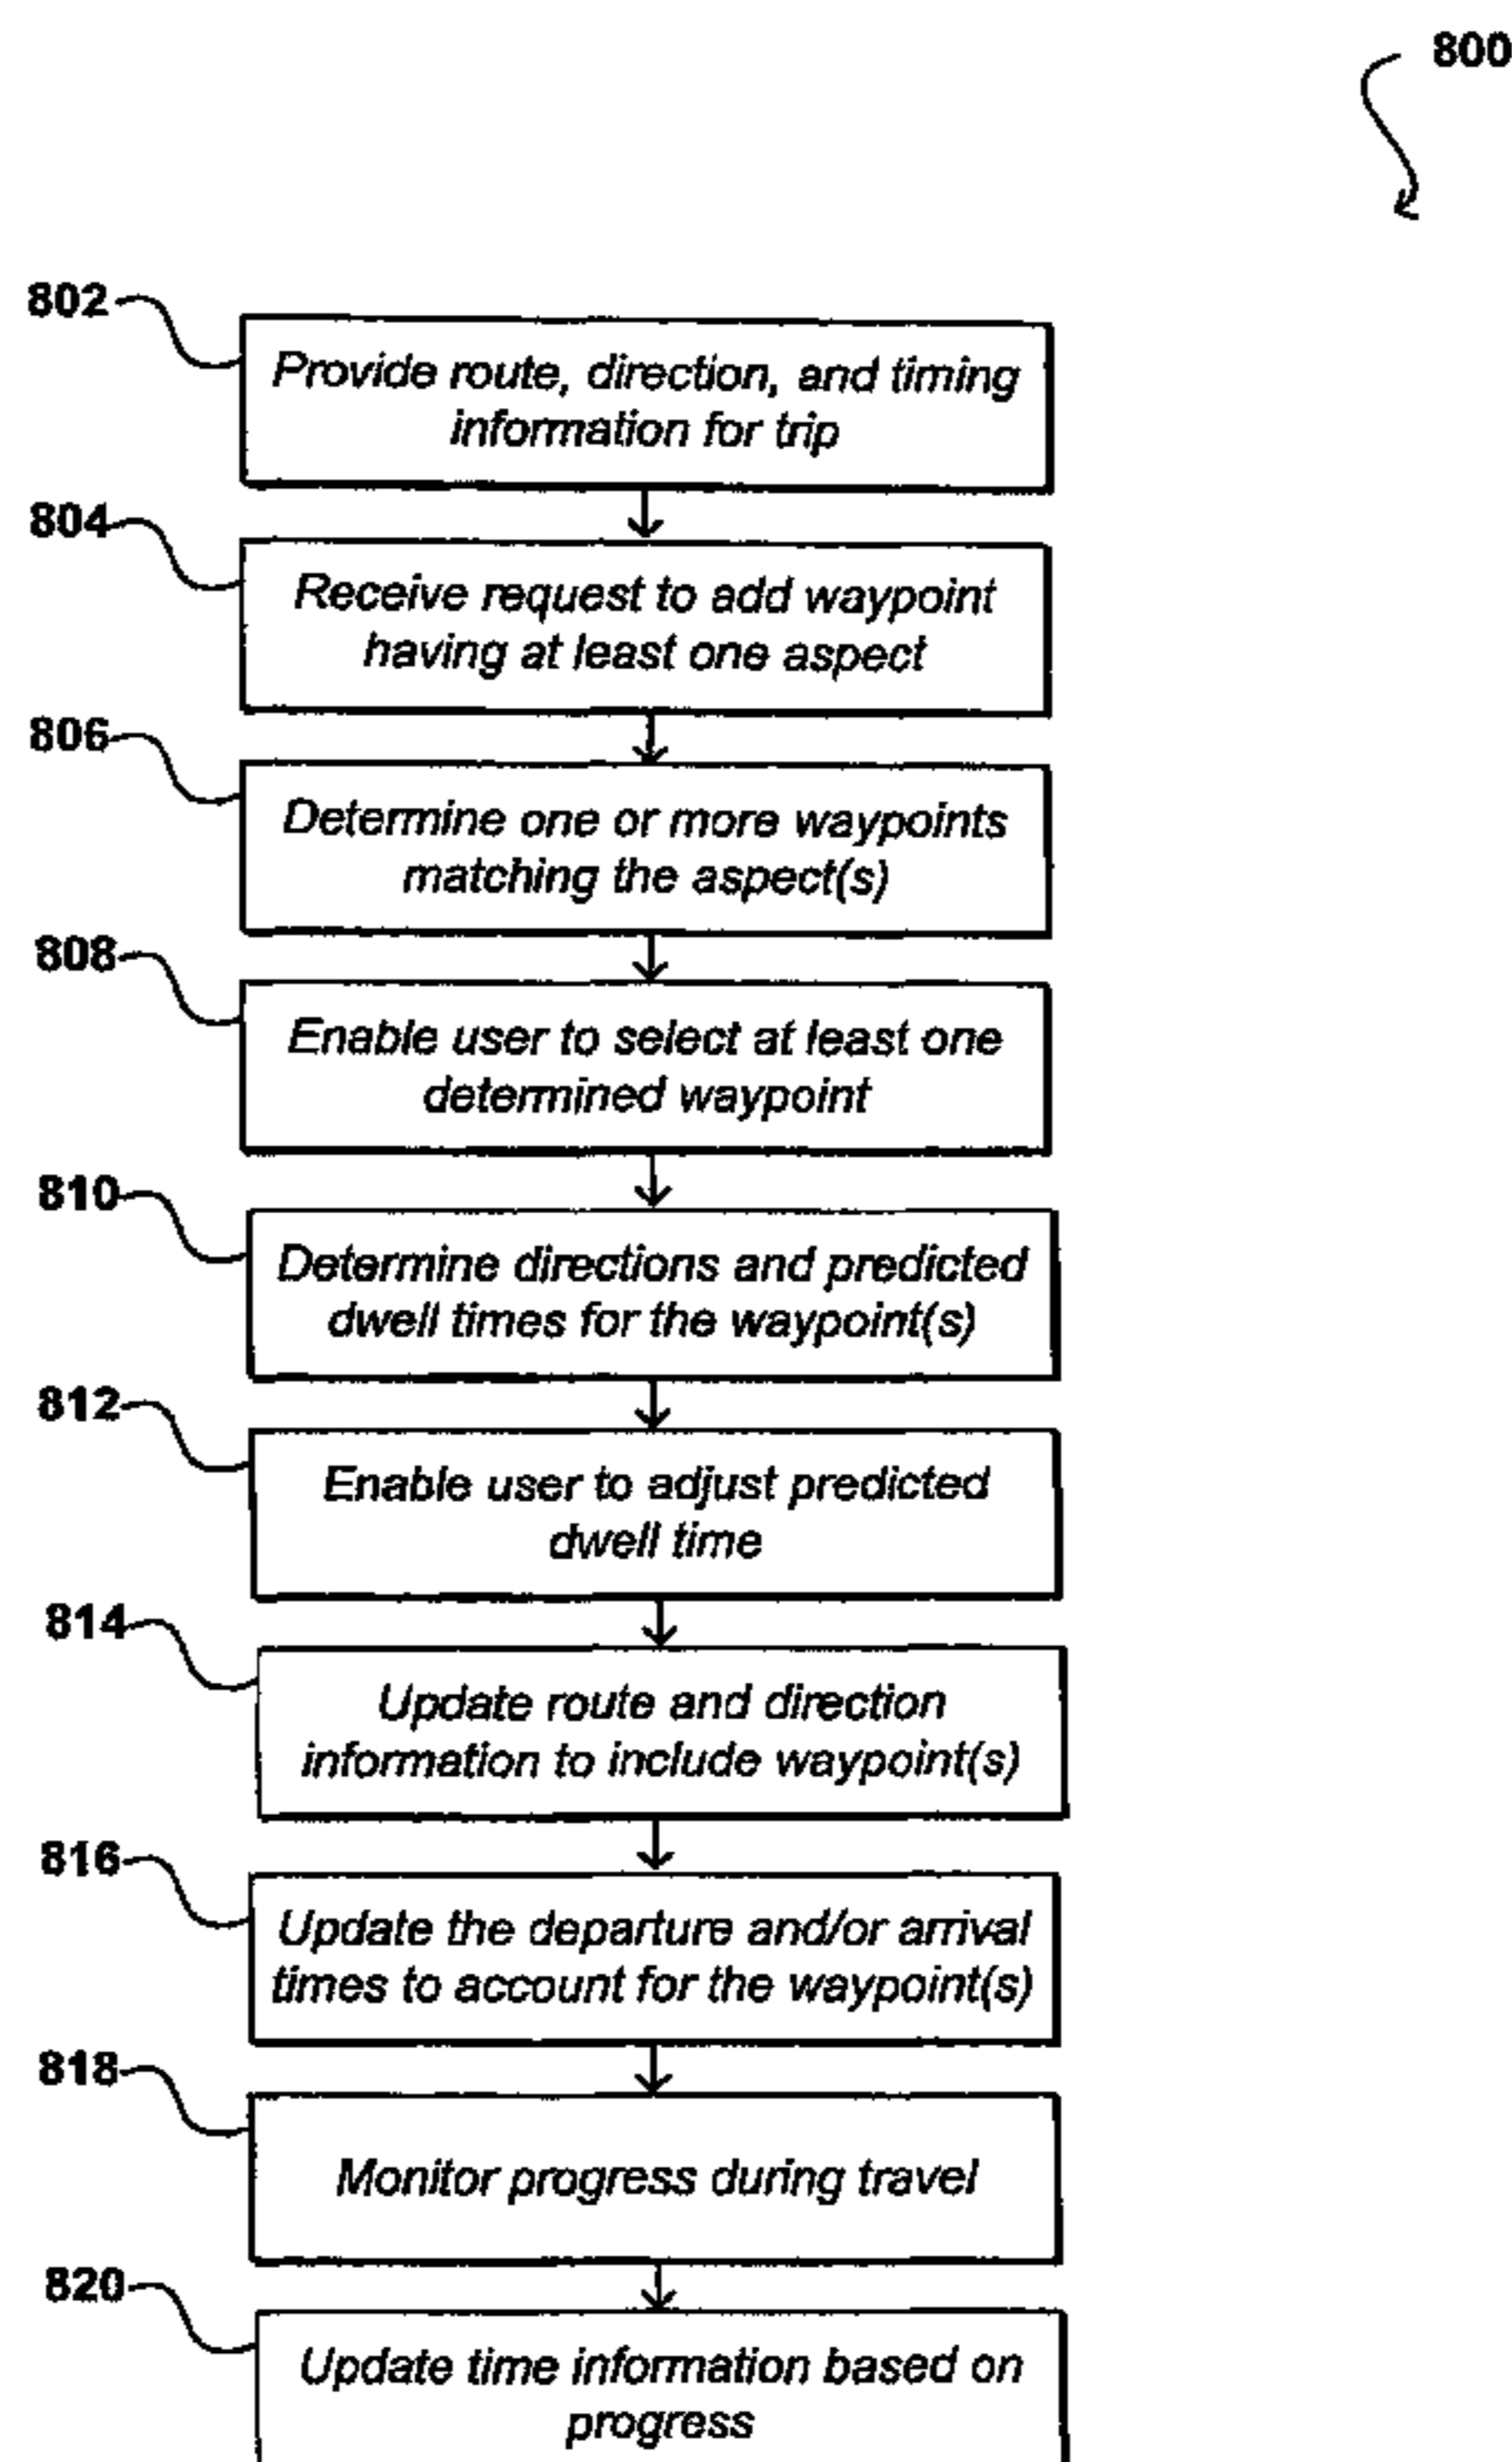 800
802
Provide route, direction, and timing
information for trip
804
Receive request to add waypoint
having at least one aspect
806
Determine one or more waypoints
matching the aspect(s)
808
Enable user to select at least one
determined waypoint
810
Determine directions and predicted
dwell times for the waypoint(s)
812
Enable user to adjust predicted
dwell time
814
Update route and direction
information to include waypoint(s)
816
Update the departure and/or arrival
times to account for the waypoint(s)
818
Monitor progress during travel
820
Update time information based on
progress